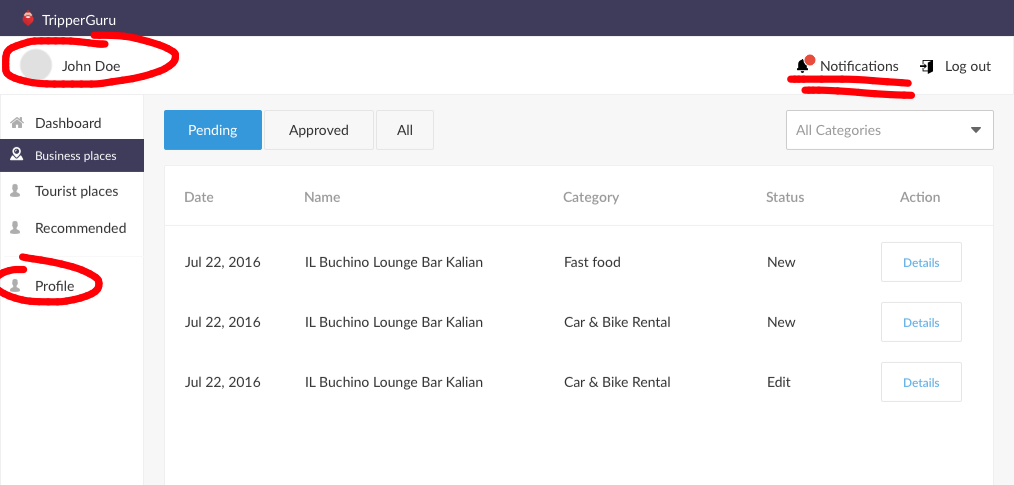 TripperGuru
John Doe
Notifications
Log out
Dashboard
Business places
Tourist places
Recommended
Profile
Pending Approved All
All Categories
Date Name Category Status Action
Jul 22, 2016 IL Buchino Lounge Bar Kalian Fast food New Details
Jul 22, 2016 IL Buchino Lounge Bar Kalian Car & Bike Rental New Details
Jul 22, 2016 IL Buchino Lounge Bar Kalian Car & Bike Rental Edit Details